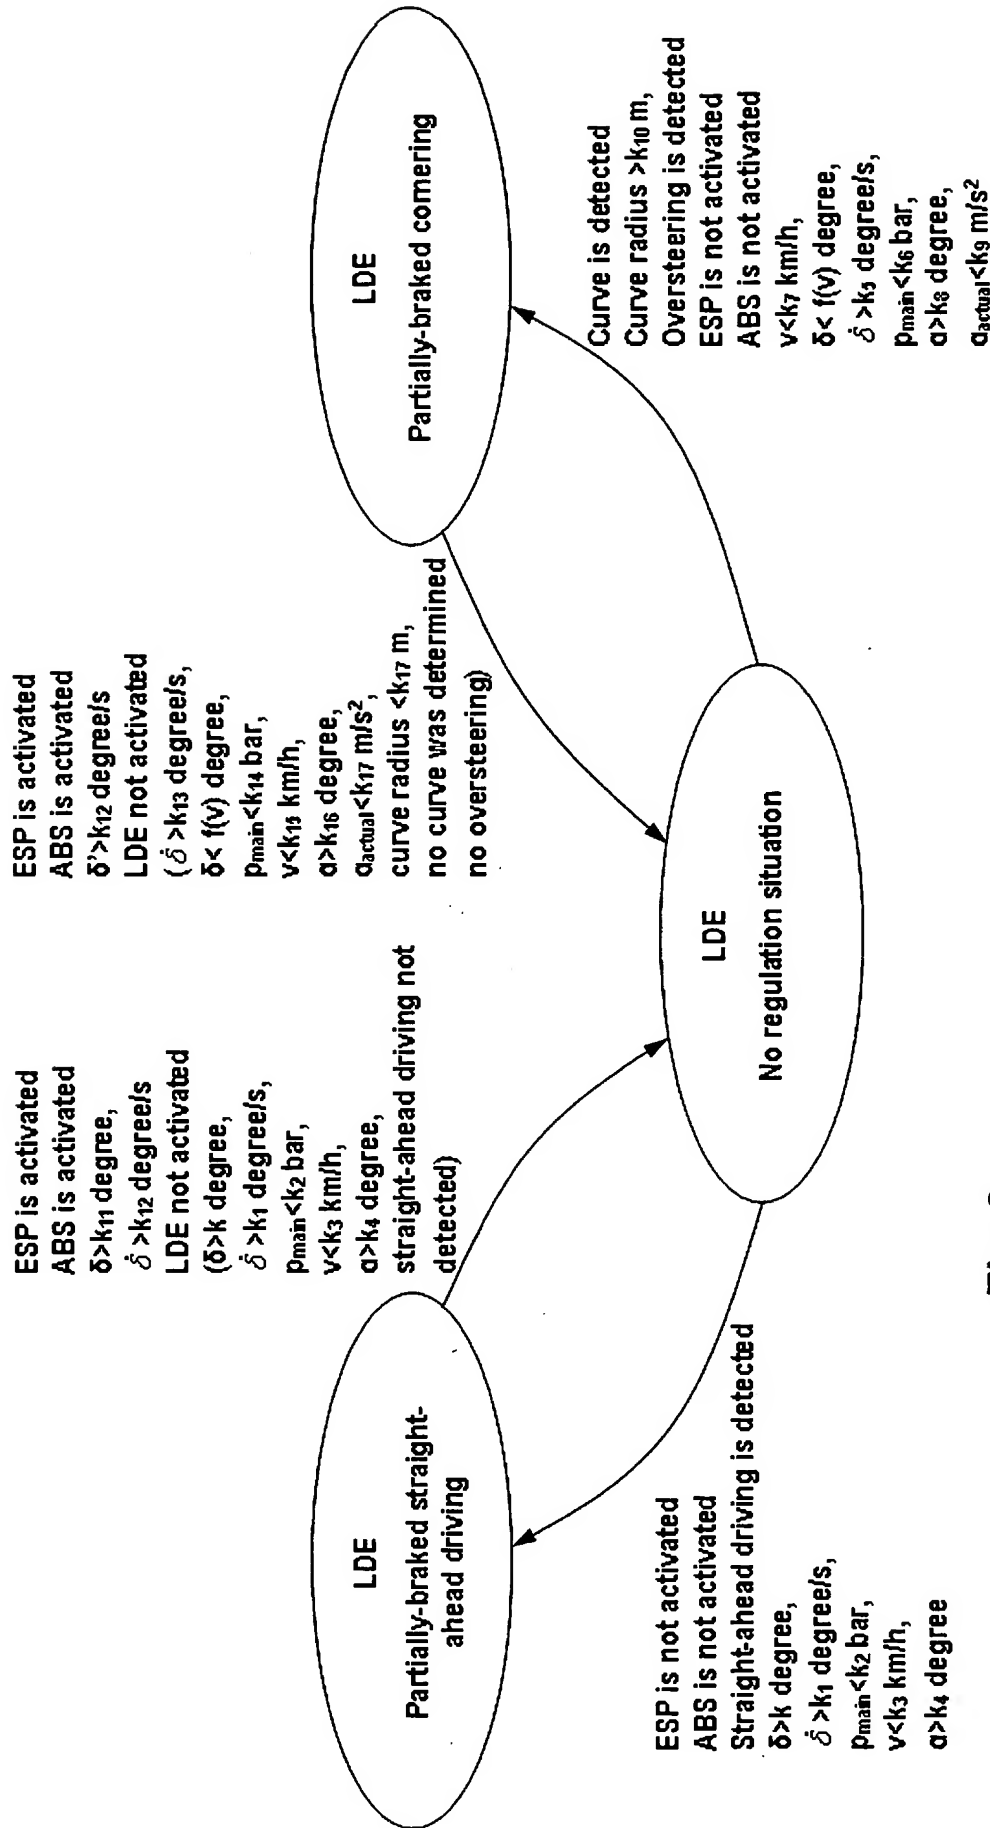 ESP is activated
ABS is activated
δ>k11 degree,
δ̇ >k12 degree/s
LDE not activated
(δ>k degree,
δ̇ >k1 degree/s,
pmain<k2 bar,
v<k3 km/h,
α>k4 degree,
straight-ahead driving not
detected)
ESP is activated
ABS is activated
δ'>k12 degree/s
LDE not activated
(δ̇ >k13 degree/s,
δ< f(v) degree,
pmain<k14 bar,
v<k15 km/h,
α>k16 degree,
αactual<k17 m/s²,
curve radius <k17 m,
no curve was determined
no oversteering)
LDE
Partially-braked straight-
ahead driving
LDE
Partially-braked cornering
LDE
No regulation situation
ESP is not activated
ABS is not activated
Straight-ahead driving is detected
δ>k degree,
δ̇ >k1 degree/s,
pmain<k2 bar,
v<k3 km/h,
α>k4 degree
Curve is detected
Curve radius >k10 m,
Oversteering is detected
ESP is not activated
ABS is not activated
v<k7 km/h,
δ< f(v) degree,
δ̇ >k5 degree/s,
pmain<k6 bar,
α>k8 degree,
αactual<k9 m/s²